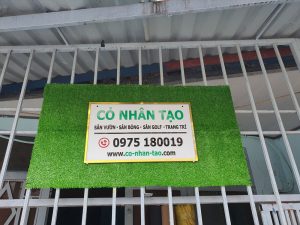 CỎ NHÂN TẠO
SÂN VƯỜN - SÂN BÓNG - SÂN GOLF - TRANG TRÍ
0975 180019
www.co-nhan-tao.com